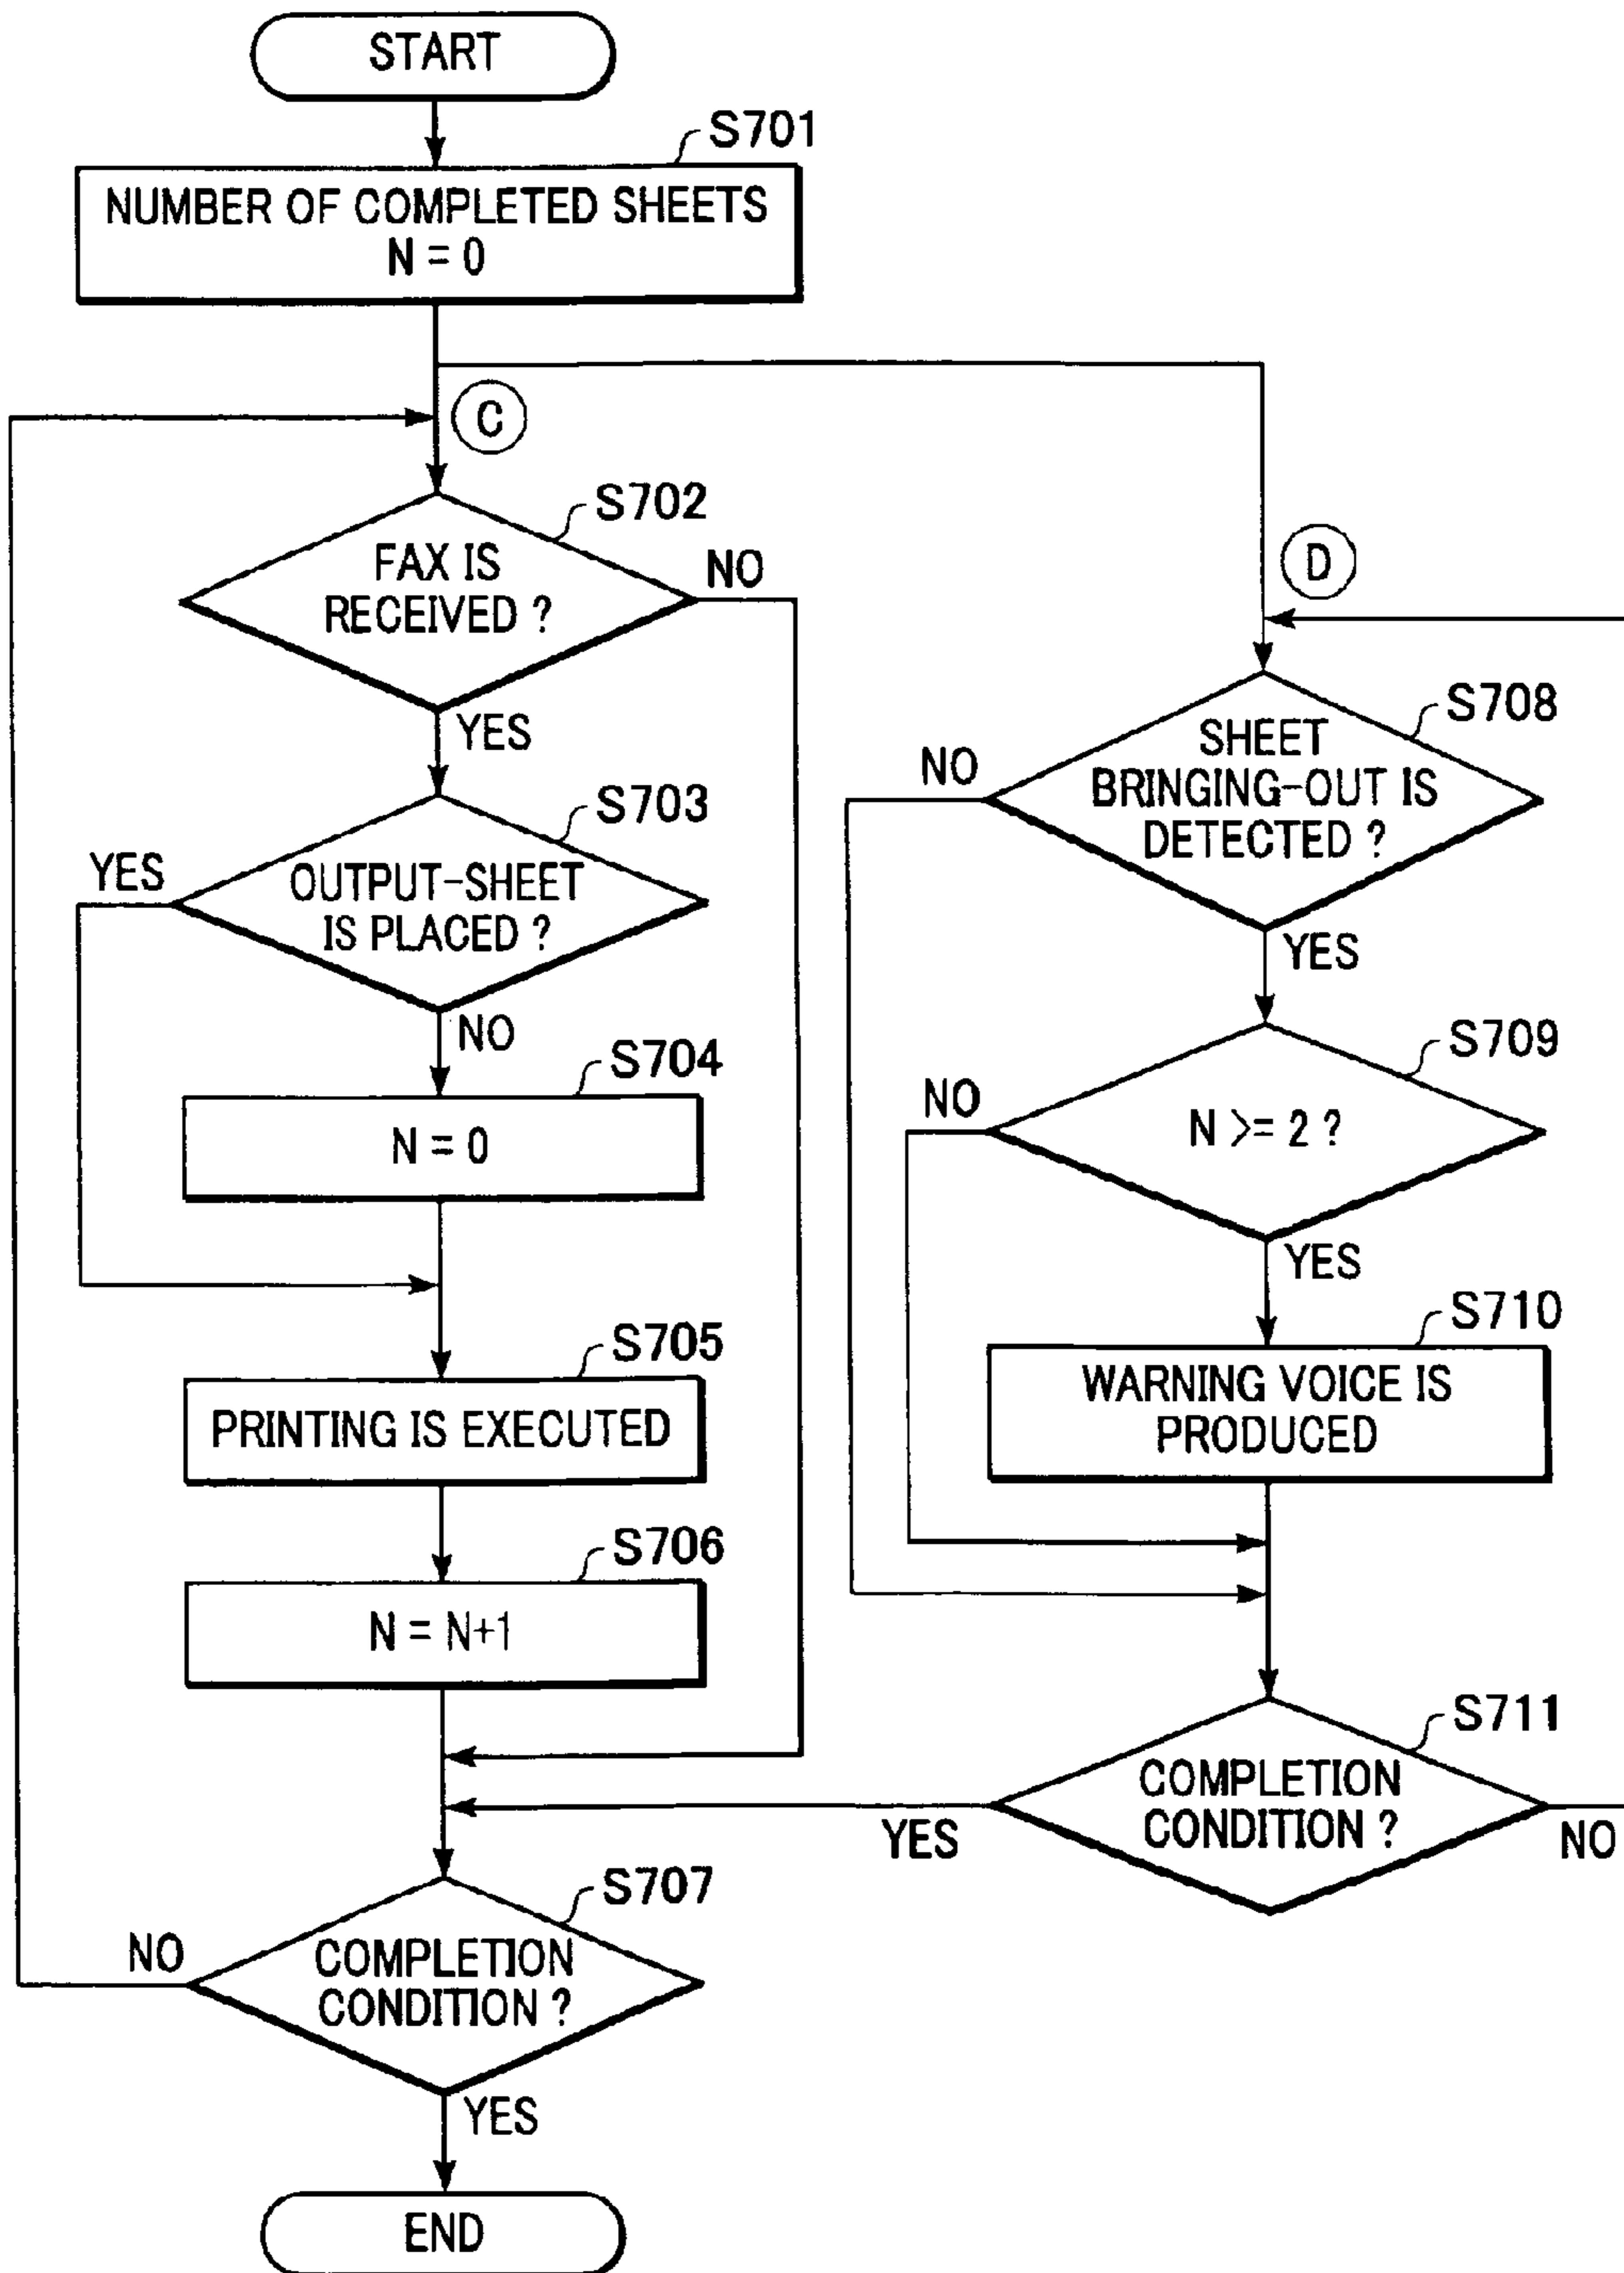 START
S701
NUMBER OF COMPLETED SHEETS
N = 0
C
S702
FAX IS
RECEIVED ?
NO
YES
S703
OUTPUT-SHEET
IS PLACED ?
YES
NO
S704
N = 0
S705
PRINTING IS EXECUTED
S706
N = N+1
S707
COMPLETION
CONDITION ?
NO
YES
END
D
S708
SHEET
BRINGING-OUT IS
DETECTED ?
NO
YES
S709
N >= 2 ?
NO
YES
S710
WARNING VOICE IS
PRODUCED
S711
COMPLETION
CONDITION ?
YES
NO